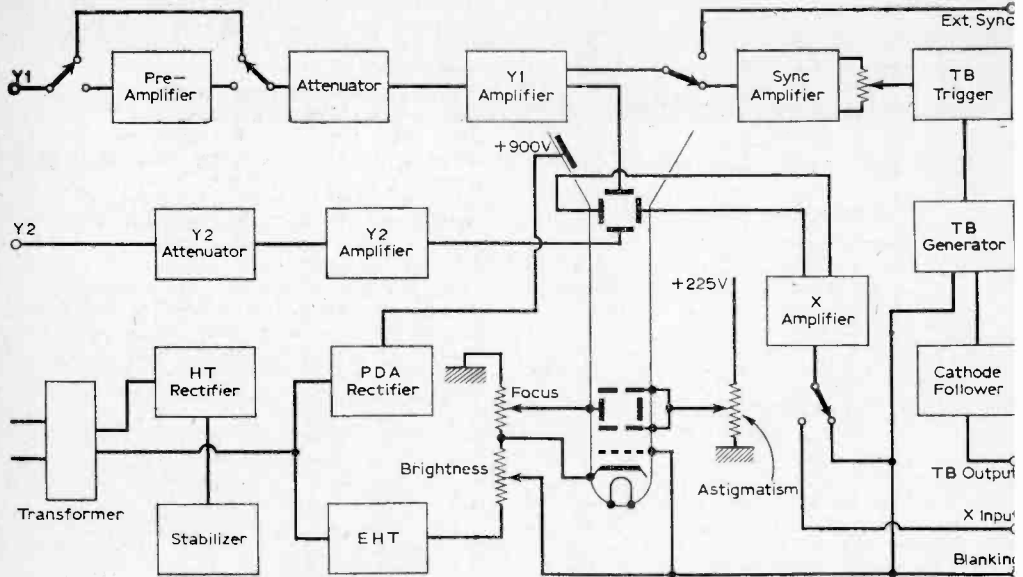 Ext. Sync
Y1
Pre-
Amplifier
Attenuator
Y1
Amplifier
Sync
Amplifier
TB
Trigger
+900V
Y2
Y2
Attenuator
Y2
Amplifier
TB
Generator
+225V
X
Amplifier
HT
Rectifier
PDA
Rectifier
Focus
Cathode
Follower
Brightness
Astigmatism
TB Output
Transformer
Stabilizer
EHT
X Input
Blanking